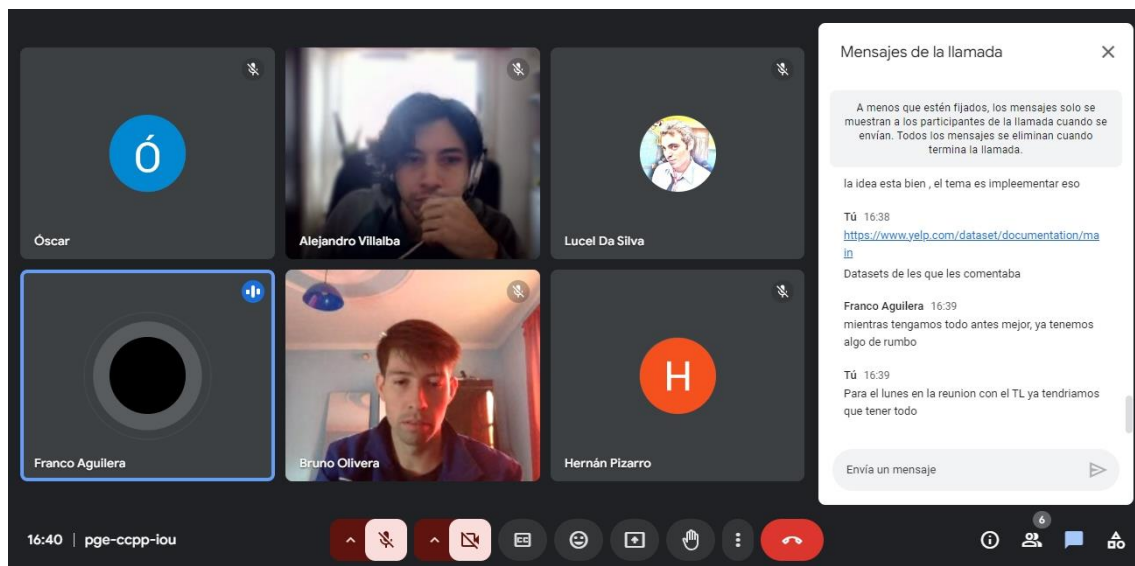 Ó
Óscar
Alejandro Villalba
Lucel Da Silva
Franco Aguilera
Bruno Olivera
H
Hernán Pizarro
Mensajes de la llamada
A menos que estén fijados, los mensajes solo se
muestran a los participantes de la llamada cuando se
envían. Todos los mensajes se eliminan cuando
termina la llamada.
la idea esta bien , el tema es impleementar eso
Tú 16:38
https://www.yelp.com/dataset/documentation/ma
in
Datasets de les que les comentaba
Franco Aguilera 16:39
mientras tengamos todo antes mejor, ya tenemos
algo de rumbo
Tú 16:39
Para el lunes en la reunion con el TL ya tendriamos
que tener todo
Envía un mensaje
16:40 | pge-ccpp-iou
CC
6